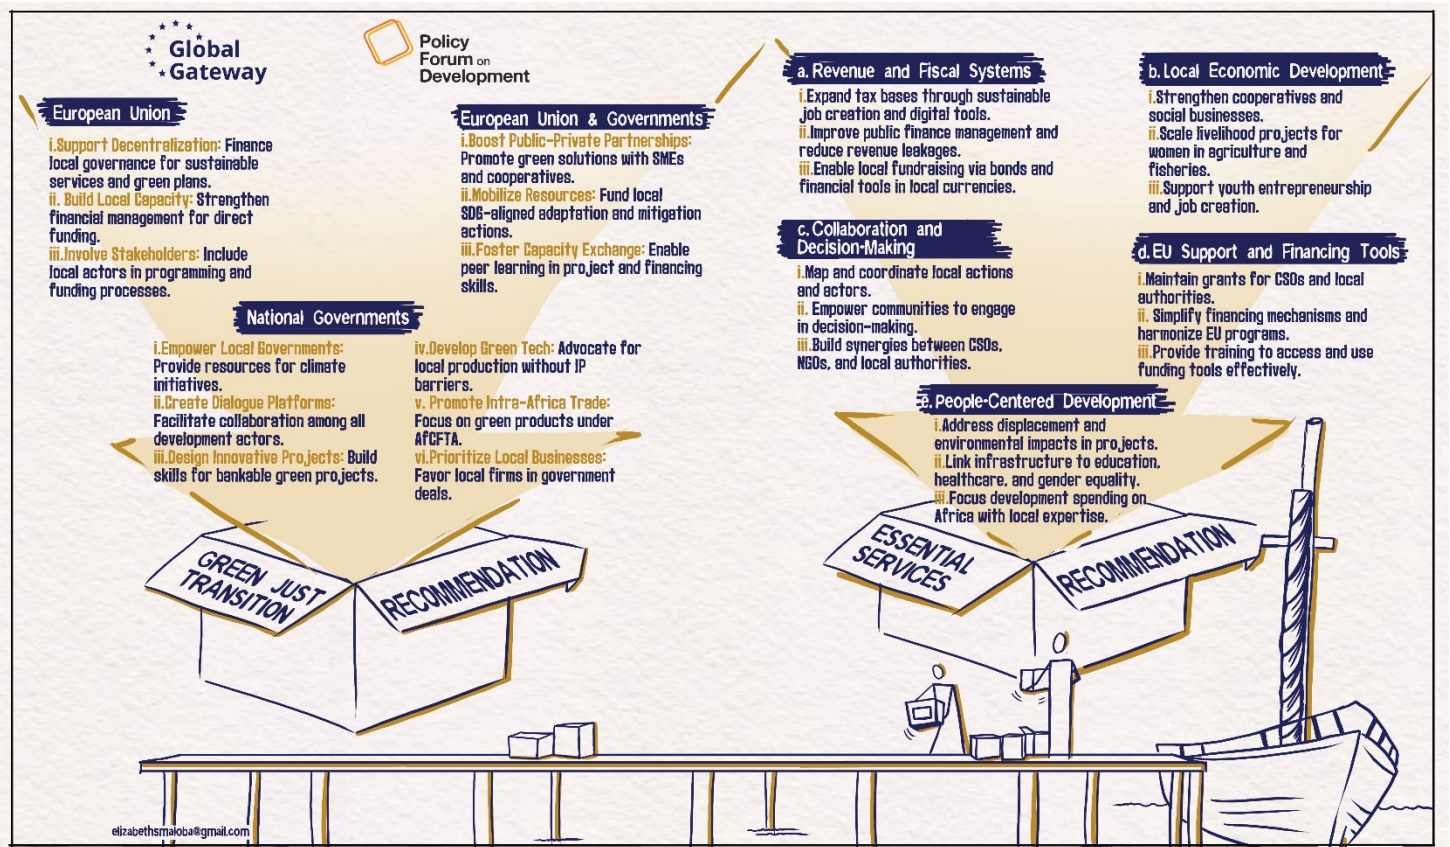 Global
Gateway
Policy
Forum on
Development
European Union
i.Support Decentralization: Finance
local governance for sustainable
services and green plans.
ii. Build Local Capacity: Strengthen
financial management for direct
funding.
iii.Involve Stakeholders: Include
local actors in programming and
funding processes.
European Union & Governments
i.Boost Public-Private Partnerships:
Promote green solutions with SMEs
and cooperatives.
ii.Mobilize Resources: Fund local
SDG-aligned adaptation and mitigation
actions.
iii.Foster Capacity Exchange: Enable
peer learning in project and financing
skills.
National Governments
i.Empower Local Governments:
Provide resources for climate
initiatives.
ii.Create Dialogue Platforms:
Facilitate collaboration among all
development actors.
iii.Design Innovative Projects: Build
skills for bankable green projects.
iv.Develop Green Tech: Advocate for
local production without IP
barriers.
v. Promote Intra-Africa Trade:
Focus on green products under
AfCFTA.
vi.Prioritize Local Businesses:
Favor local firms in government
deals.
GREEN JUST
TRANSITION
RECOMMENDATION
a. Revenue and Fiscal Systems
i.Expand tax bases through sustainable
job creation and digital tools.
ii.Improve public finance management and
reduce revenue leakages.
iii.Enable local fundraising via bonds and
financial tools in local currencies.
b. Local Economic Development
i.Strengthen cooperatives and
social businesses.
ii.Scale livelihood projects for
women in agriculture and
fisheries.
iii.Support youth entrepreneurship
and job creation.
c. Collaboration and
Decision-Making
i.Map and coordinate local actions
and actors.
ii. Empower communities to engage
in decision-making.
iii.Build synergies between CSOs,
NGOs, and local authorities.
d. EU Support and Financing Tools
i.Maintain grants for CSOs and local
authorities.
ii. Simplify financing mechanisms and
harmonize EU programs.
iii.Provide training to access and use
funding tools effectively.
e. People-Centered Development
i.Address displacement and
environmental impacts in projects.
ii.Link infrastructure to education,
healthcare, and gender equality.
iii.Focus development spending on
Africa with local expertise.
ESSENTIAL
SERVICES
RECOMMENDATION
elizabethsmaioba@gmail.com